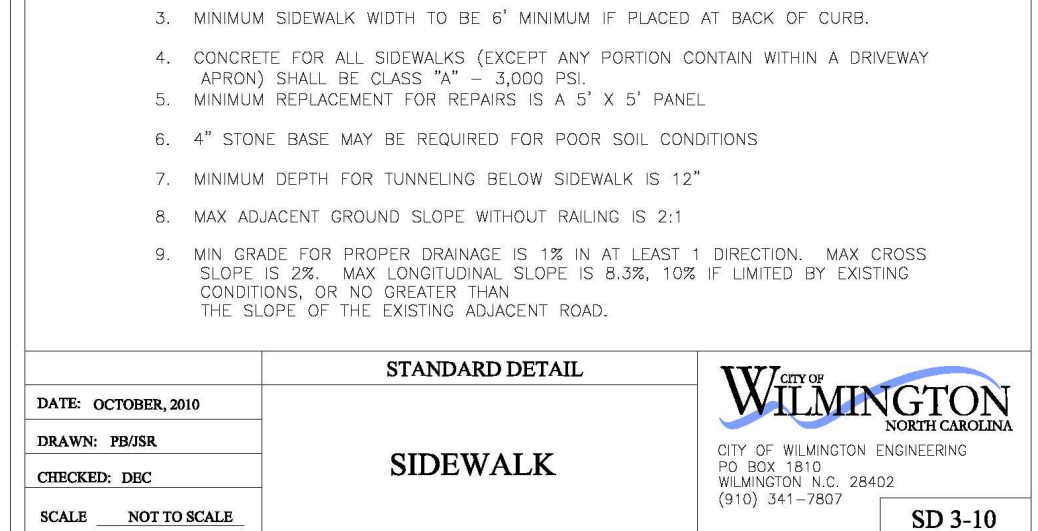 3. MINIMUM SIDEWALK WIDTH TO BE 6' MINIMUM IF PLACED AT BACK OF CURB.
4. CONCRETE FOR ALL SIDEWALKS (EXCEPT ANY PORTION CONTAIN WITHIN A DRIVEWAY
APRON) SHALL BE CLASS "A" – 3,000 PSI.
5. MINIMUM REPLACEMENT FOR REPAIRS IS A 5' X 5' PANEL
6. 4" STONE BASE MAY BE REQUIRED FOR POOR SOIL CONDITIONS
7. MINIMUM DEPTH FOR TUNNELING BELOW SIDEWALK IS 12"
8. MAX ADJACENT GROUND SLOPE WITHOUT RAILING IS 2:1
9. MIN GRADE FOR PROPER DRAINAGE IS 1% IN AT LEAST 1 DIRECTION. MAX CROSS
SLOPE IS 2%. MAX LONGITUDINAL SLOPE IS 8.3%, 10% IF LIMITED BY EXISTING
CONDITIONS, OR NO GREATER THAN
THE SLOPE OF THE EXISTING ADJACENT ROAD.
DATE: OCTOBER, 2010
DRAWN: PB/JSR
CHECKED: DEC
SCALE NOT TO SCALE
STANDARD DETAIL
SIDEWALK
CITY OF
WILMINGTON
NORTH CAROLINA
CITY OF WILMINGTON ENGINEERING
PO BOX 1810
WILMINGTON N.C. 28402
(910) 341-7807
SD 3-10